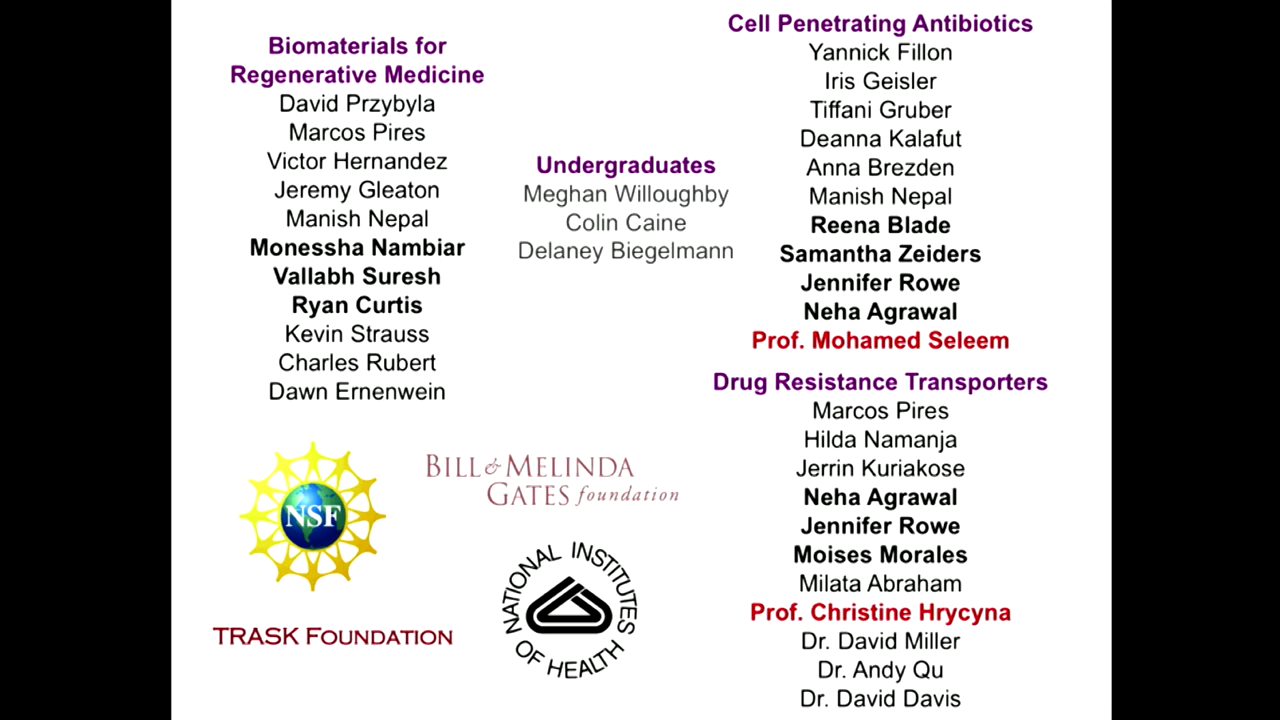 Biomaterials for
Regenerative Medicine
David Przybyla
Marcos Pires
Victor Hernandez
Jeremy Gleaton
Manish Nepal
Monessha Nambiar
Vallabh Suresh
Ryan Curtis
Kevin Strauss
Charles Rubert
Dawn Ernenwein
Undergraduates
Meghan Willoughby
Colin Caine
Delaney Biegelmann
Cell Penetrating Antibiotics
Yannick Fillon
Iris Geisler
Tiffani Gruber
Deanna Kalafut
Anna Brezden
Manish Nepal
Reena Blade
Samantha Zeiders
Jennifer Rowe
Neha Agrawal
Prof. Mohamed Seleem
Drug Resistance Transporters
Marcos Pires
Hilda Namanja
Jerrin Kuriakose
Neha Agrawal
Jennifer Rowe
Moises Morales
Milata Abraham
Prof. Christine Hrycyna
Dr. David Miller
Dr. Andy Qu
Dr. David Davis
NSF
BILL & MELINDA
GATES foundation
NATIONAL INSTITUTES
OF HEALTH
TRASK FOUNDATION